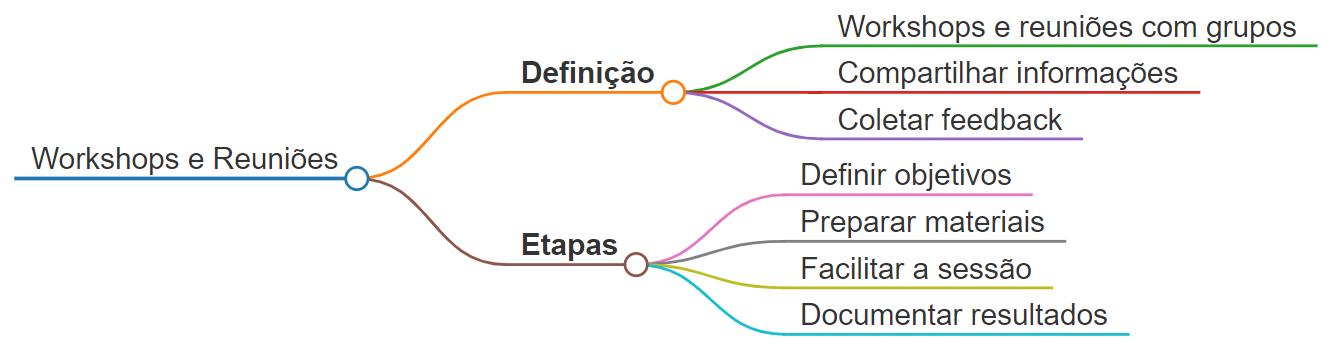 Workshops e Reuniões
Definição
Workshops e reuniões com grupos
Compartilhar informações
Coletar feedback
Etapas
Definir objetivos
Preparar materiais
Facilitar a sessão
Documentar resultados